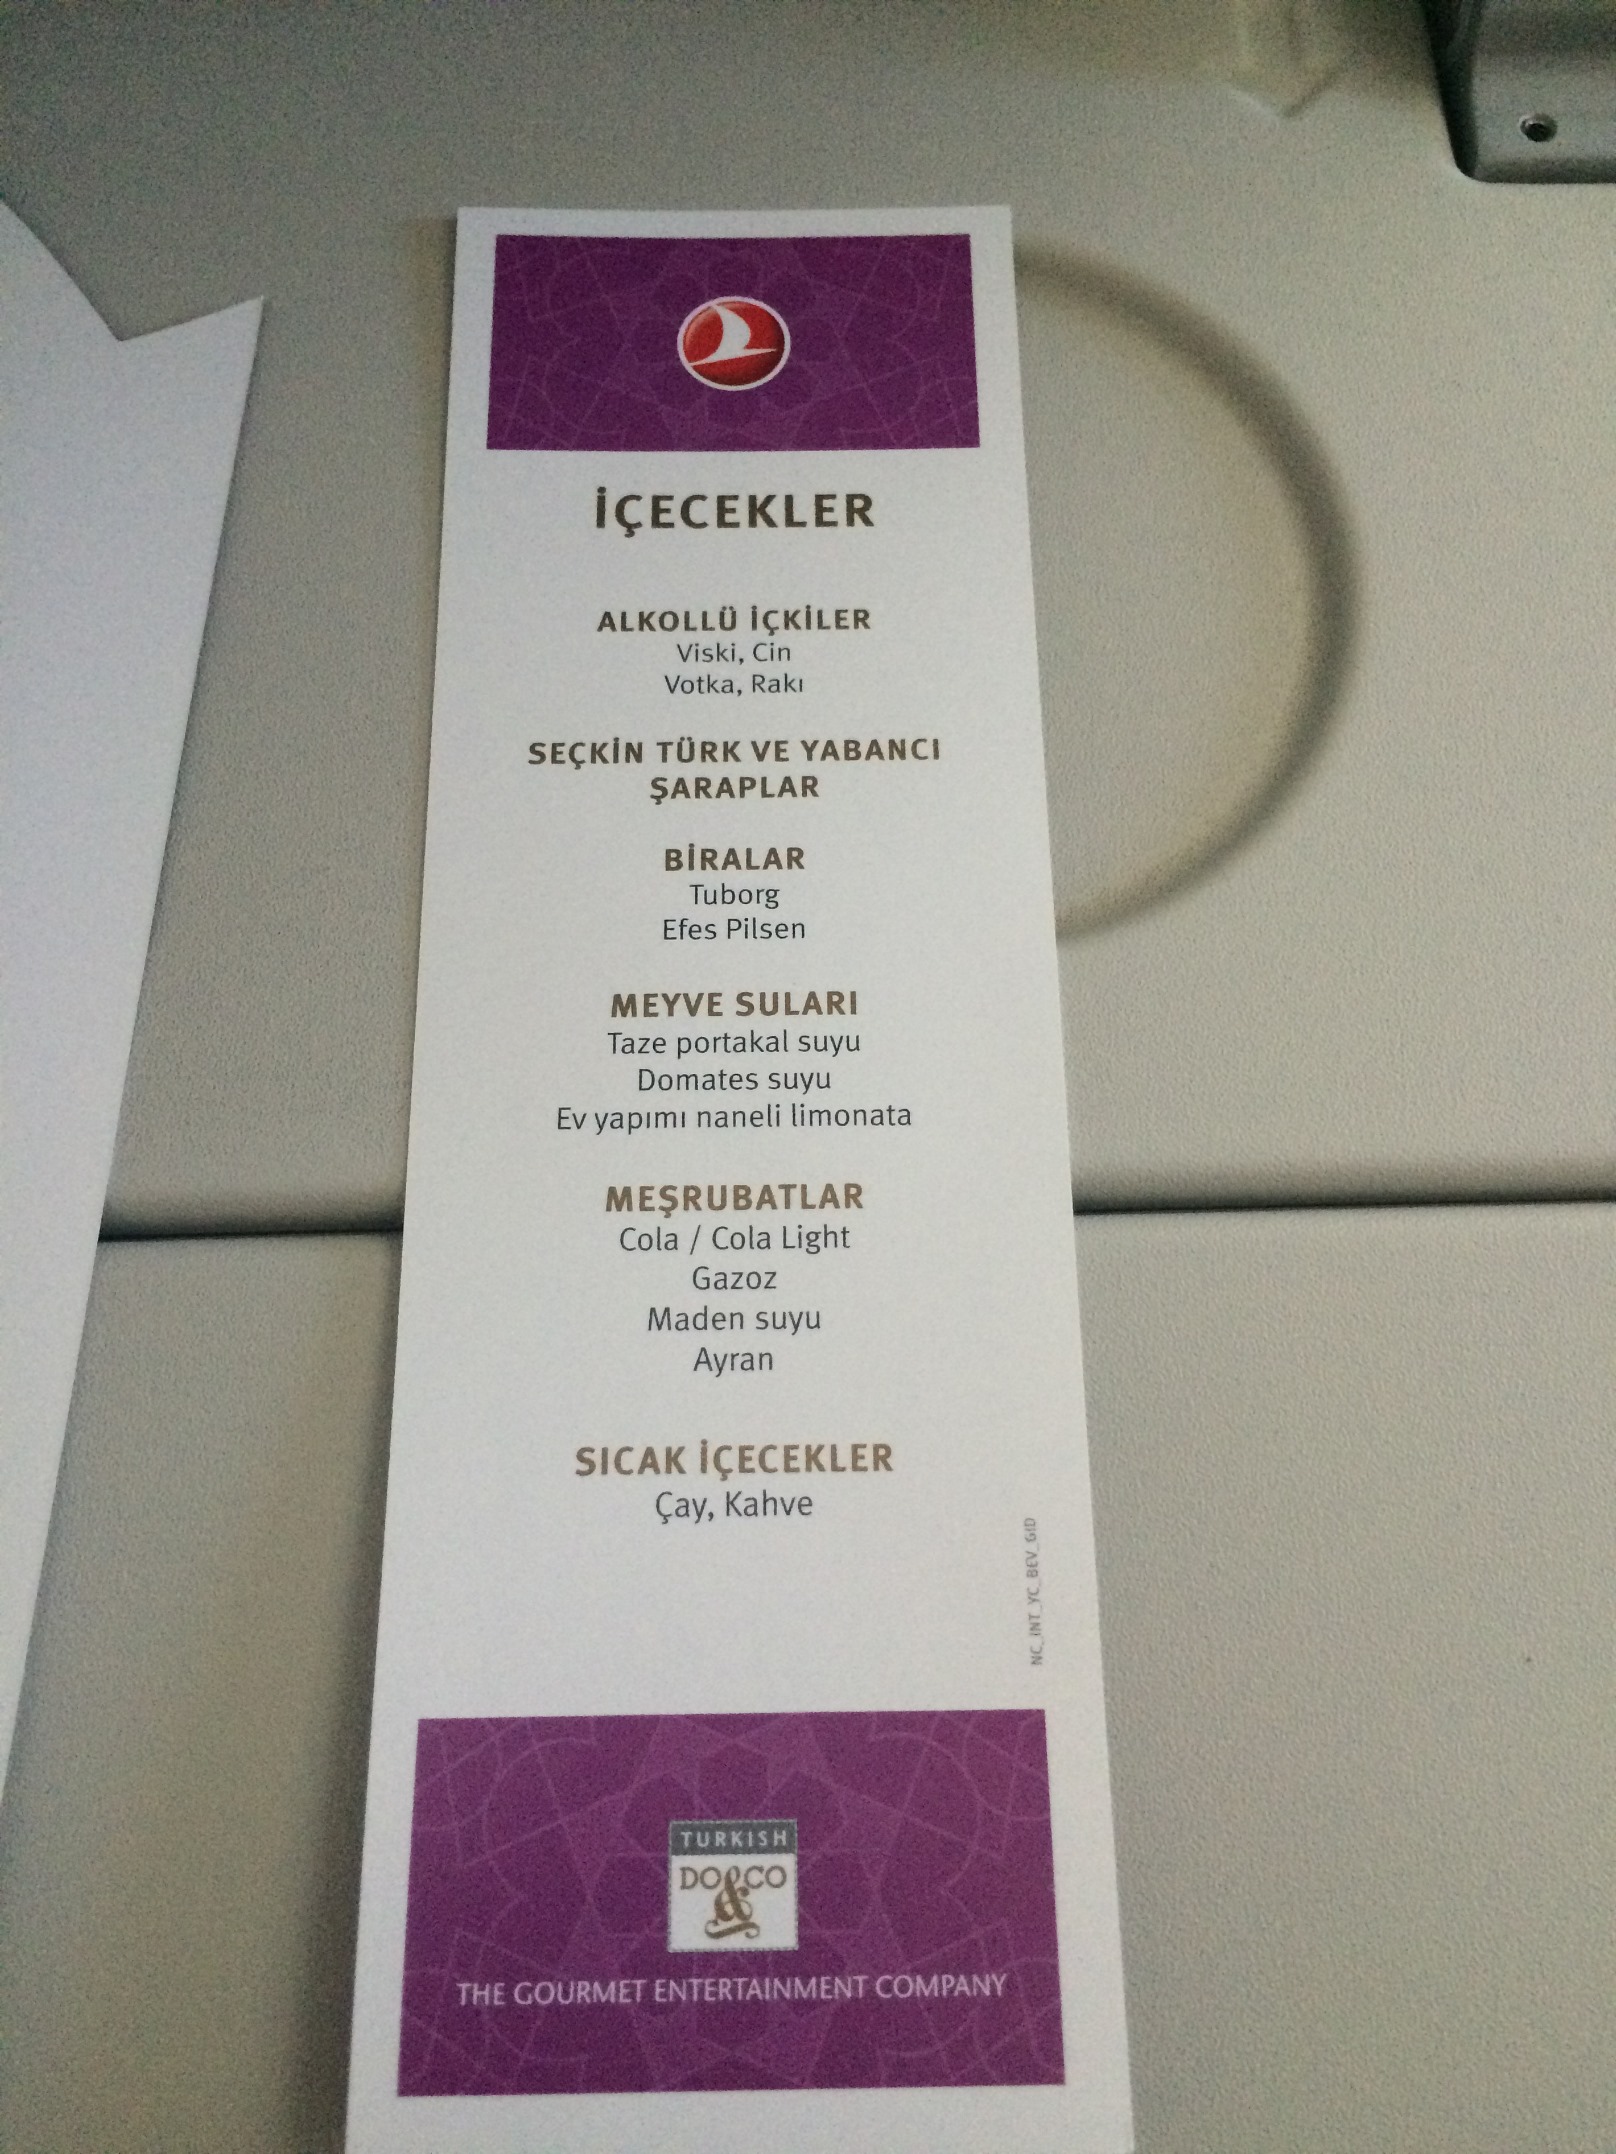 İÇECEKLER
ALKOLLÜ İÇKİLER
Viski, Cin
Votka, Rakı
SEÇKİN TÜRK VE YABANCI
ŞARAPLAR
BİRALAR
Tuborg
Efes Pilsen
MEYVE SULARI
Taze portakal suyu
Domates suyu
Ev yapımı naneli limonata
MEŞRUBATLAR
Cola / Cola Light
Gazoz
Maden suyu
Ayran
SICAK İÇECEKLER
Çay, Kahve
NC_INT_YC_BEV_GID
TURKISH
DO&CO
THE GOURMET ENTERTAINMENT COMPANY